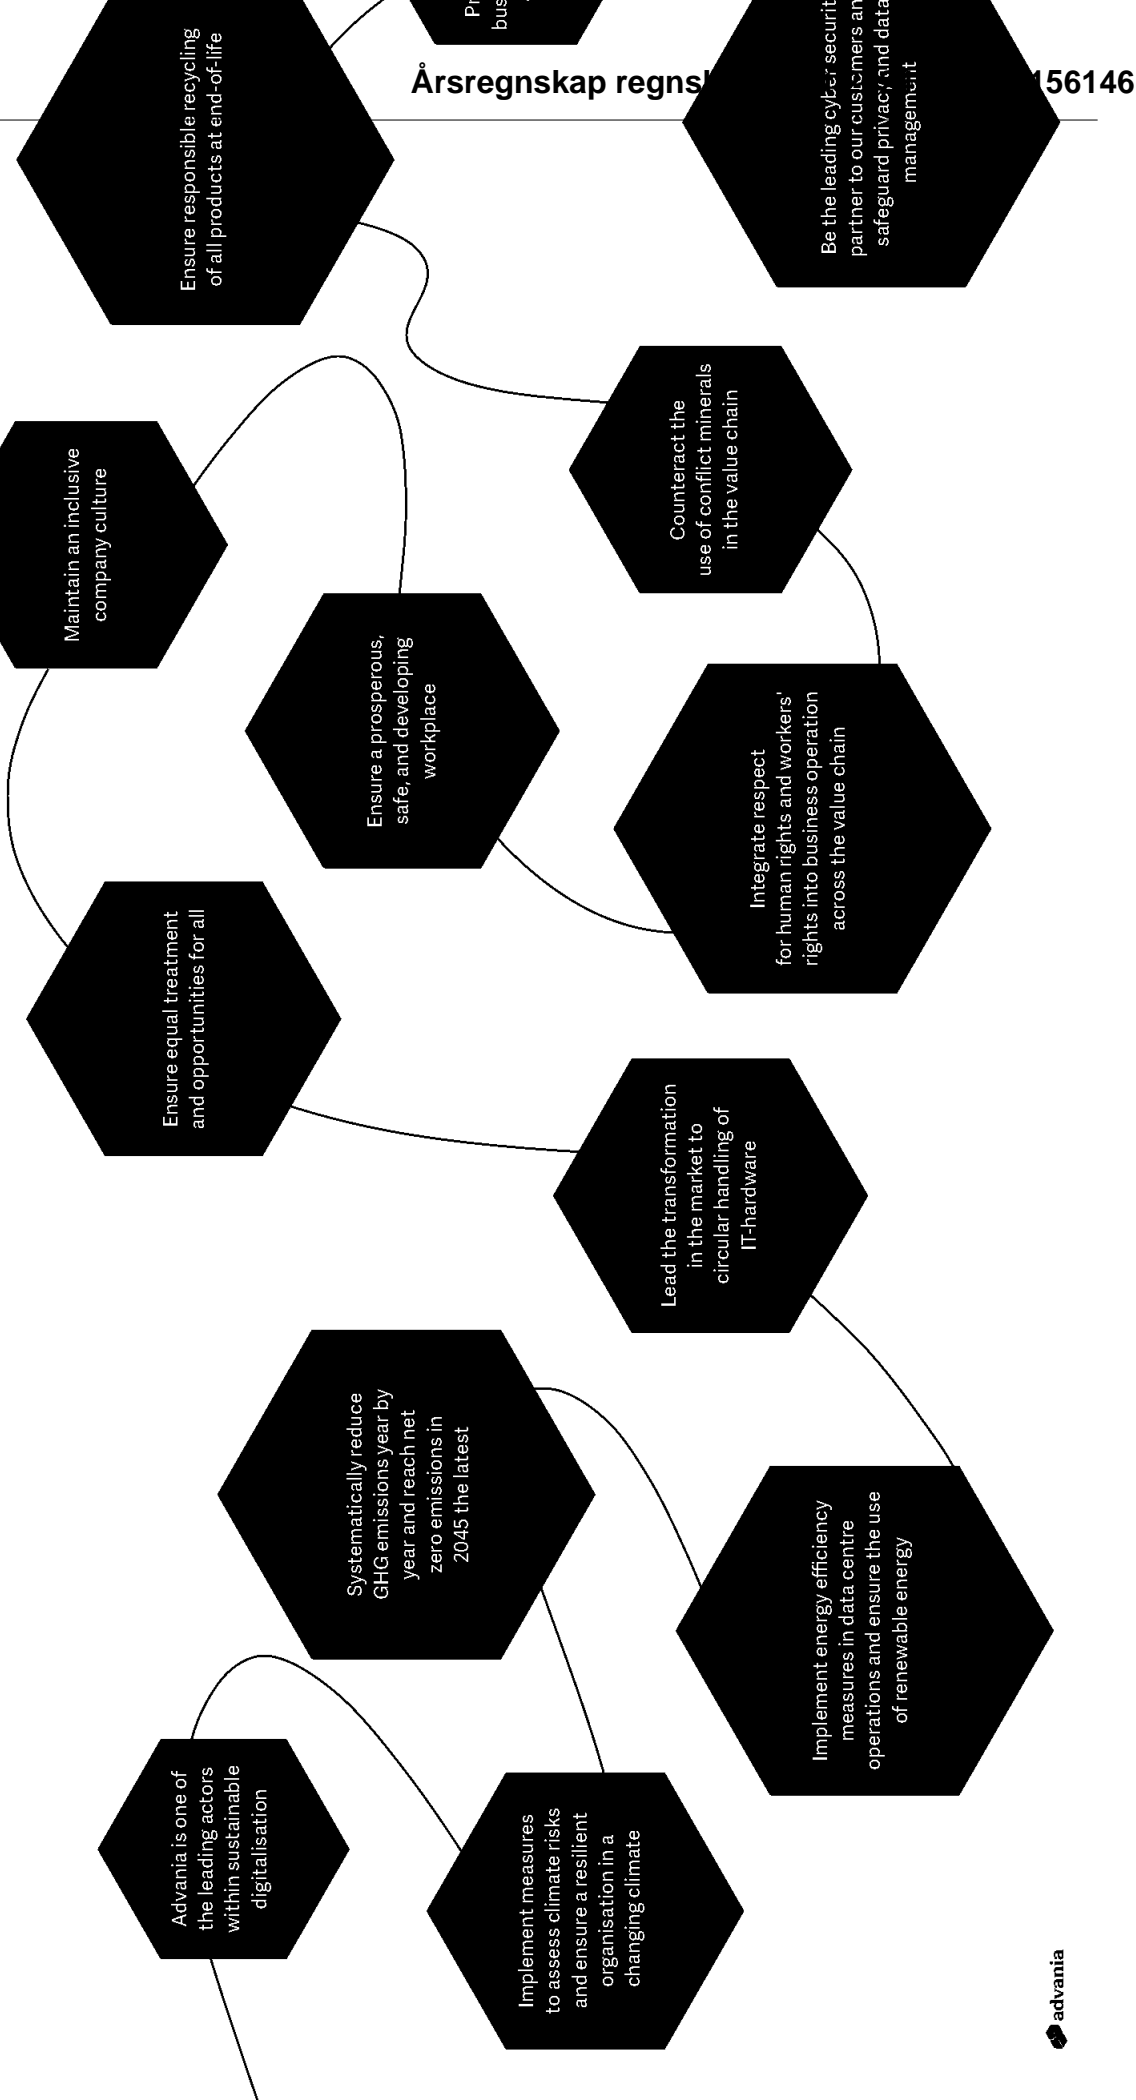 Årsregnskap regnsl
156146
Ensure responsible recycling
of all products at end-of-life
Be the leading cyber securit
partner to our customers an
safeguard privacy and data
management
Maintain an inclusive
company culture
Counteract the
use of conflict minerals
in the value chain
Ensure a prosperous,
safe, and developing
workplace
Integrate respect
for human rights and workers'
rights into business operation
across the value chain
Ensure equal treatment
and opportunities for all
Lead the transformation
in the market to
circular handling of
IT-hardware
Systematically reduce
GHG emissions year by
year and reach net
zero emissions in
2045 the latest
Implement energy efficiency
measures in data centre
operations and ensure the use
of renewable energy
Advania is one of
the leading actors
within sustainable
digitalisation
Implement measures
to assess climate risks
and ensure a resilient
organisation in a
changing climate
advania